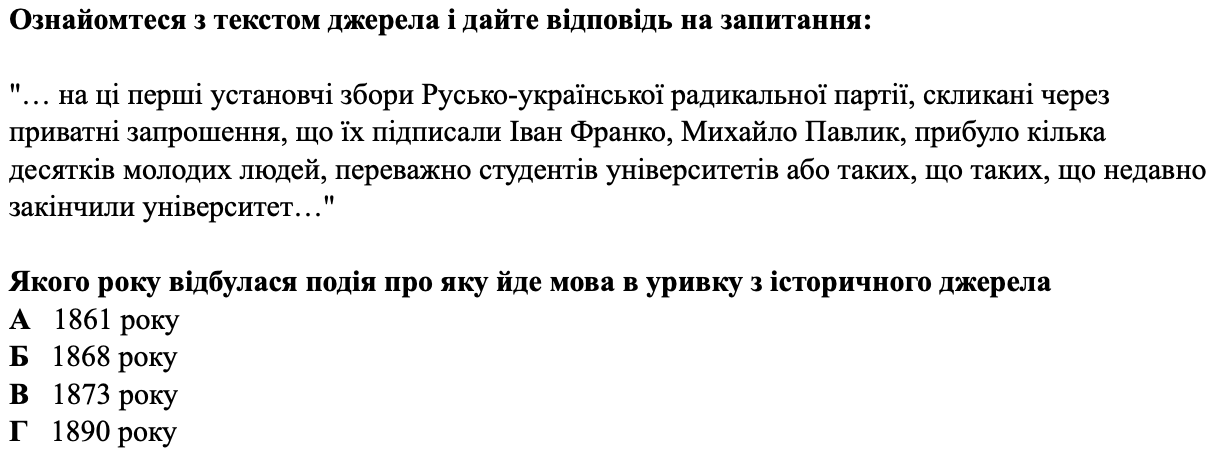 Ознайомтеся з текстом джерела і дайте відповідь на запитання:
"… на ці перші установчі збори Русько-української радикальної партії, скликані через
приватні запрошення, що їх підписали Іван Франко, Михайло Павлик, прибуло кілька
десятків молодих людей, переважно студентів університетів або таких, що таких, що недавно
закінчили університет…"
Якого року відбулася подія про яку йде мова в уривку з історичного джерела
А 1861 року
Б 1868 року
В 1873 року
Г 1890 року